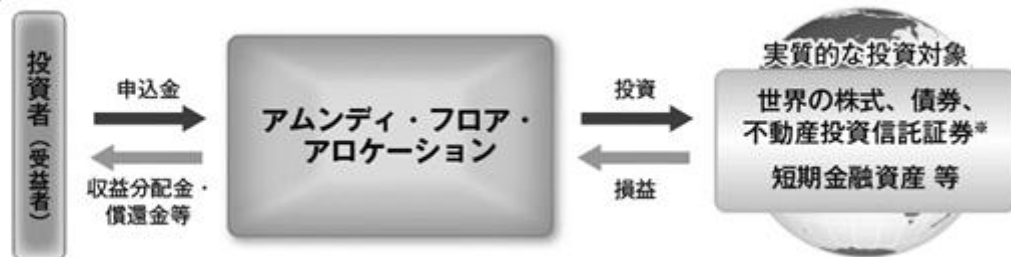 投資者（受益者）
申込金
収益分配金・
償還金等
アムンディ・フロア・
アロケーション
投資
損益
実質的な投資対象
世界の株式、債券、
不動産投資信託証券※
短期金融資産 等